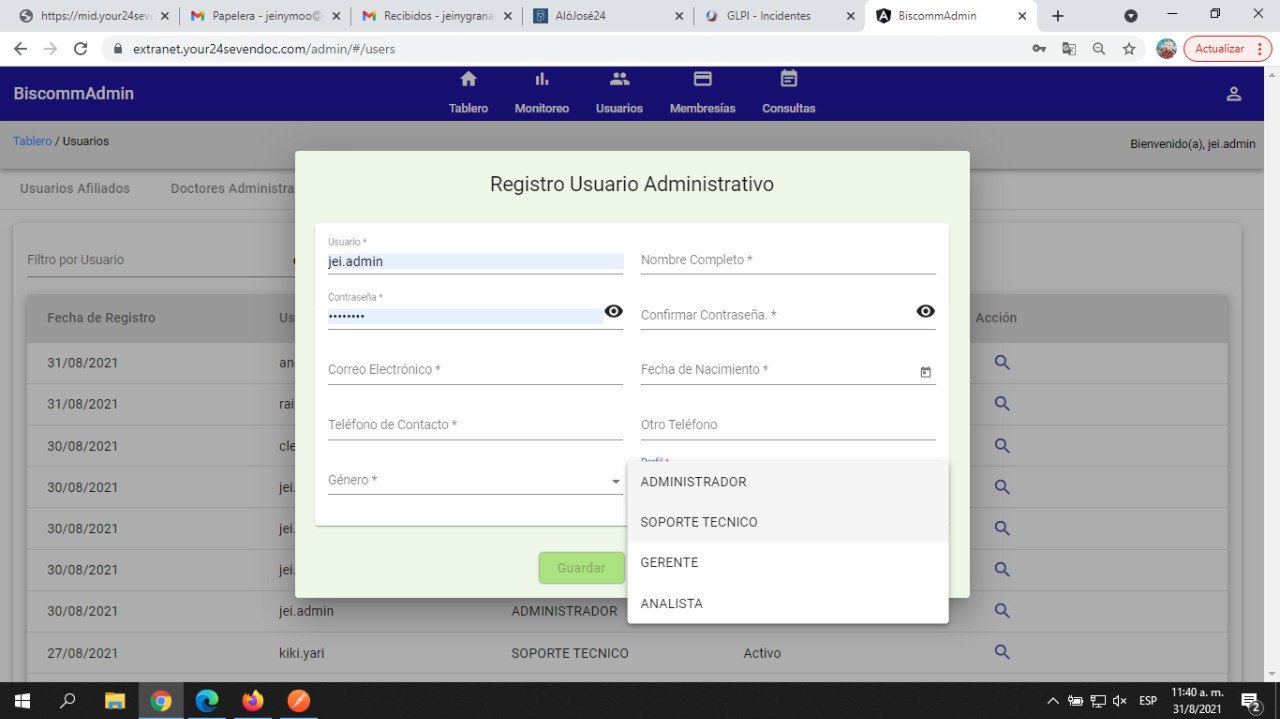 https://mid.your24seve
Papelera - jnymoo@
Recibidos - jeinygrana
AlóJosé24
GLPI - Incidentes
BiscommAdmin
extranet.your24sevendoc.com/admin/#/users
Actualizar
BiscommAdmin
Tablero
Monitoreo
Usuarios
Membresías
Consultas
Tablero / Usuarios
Bienvenido(a), jei.admin
Usuarios Afiliados
Doctores Administra
Registro Usuario Administrativo
Usuario *
jei.admin
Nombre Completo *
Filtro por Usuario
Contraseña *
••••••••
Confirmar Contraseña. *
Fecha de Registro
Us
Acción
Correo Electrónico *
Fecha de Nacimiento *
31/08/2021
an
31/08/2021
rai
Teléfono de Contacto *
Otro Teléfono
30/08/2021
cle
Perfil *
Género *
ADMINISTRADOR
SOPORTE TECNICO
GERENTE
ANALISTA
30/08/2021
jei.
30/08/2021
jei.
30/08/2021
jei.
Guardar
30/08/2021
jei.admin
ADMINISTRADOR
27/08/2021
kiki.yari
SOPORTE TECNICO
Activo
ESP
11:40 a. m.
31/8/2021
2